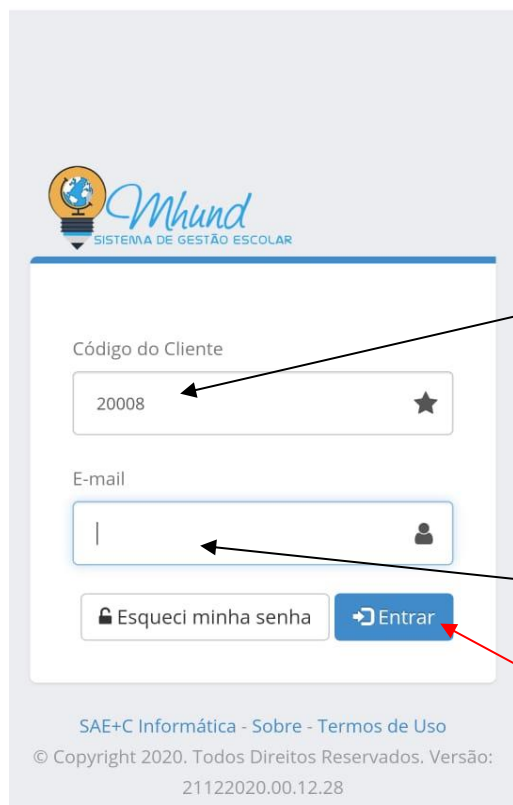 Mhund
SISTEMA DE GESTÃO ESCOLAR
Código do Cliente
20008
E-mail
Esqueci minha senha
Entrar
SAE+C Informática - Sobre - Termos de Uso
© Copyright 2020. Todos Direitos Reservados. Versão:
21122020.00.12.28